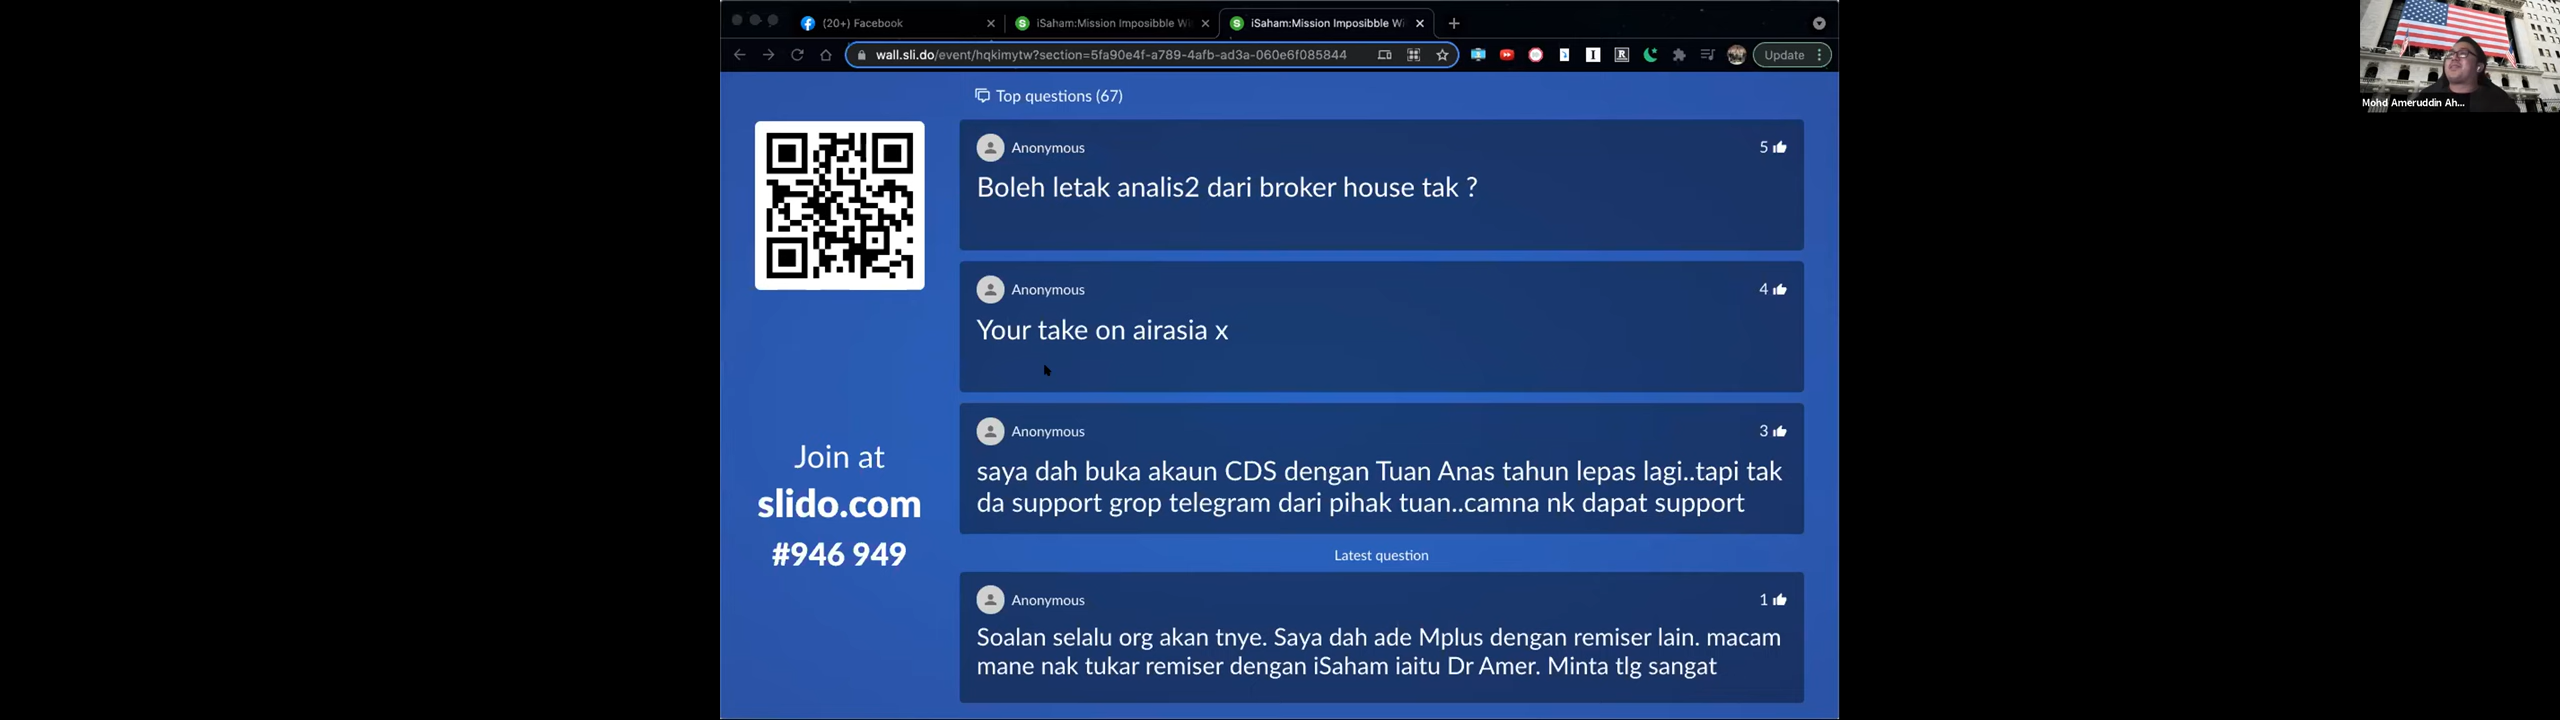 (20+) Facebook
iSaham:Mission Imposibble Wi
iSaham:Mission Imposibble Wi
wall.sli.do/event/hqkimytw?section=5fa90e4f-a789-4afb-ad3a-060e6f085844
Update
Mohd Ameruddin Ah...
Top questions (67)
Anonymous
5
Boleh letak analis2 dari broker house tak ?
Anonymous
4
Your take on airasia x
Anonymous
3
saya dah buka akaun CDS dengan Tuan Anas tahun lepas lagi..tapi tak
da support grop telegram dari pihak tuan..camna nk dapat support
Join at
slido.com
#946 949
Latest question
Anonymous
1
Soalan selalu org akan tnye. Saya dah ade Mplus dengan remiser lain. macam
mane nak tukar remiser dengan iSaham iaitu Dr Amer. Minta tlg sangat